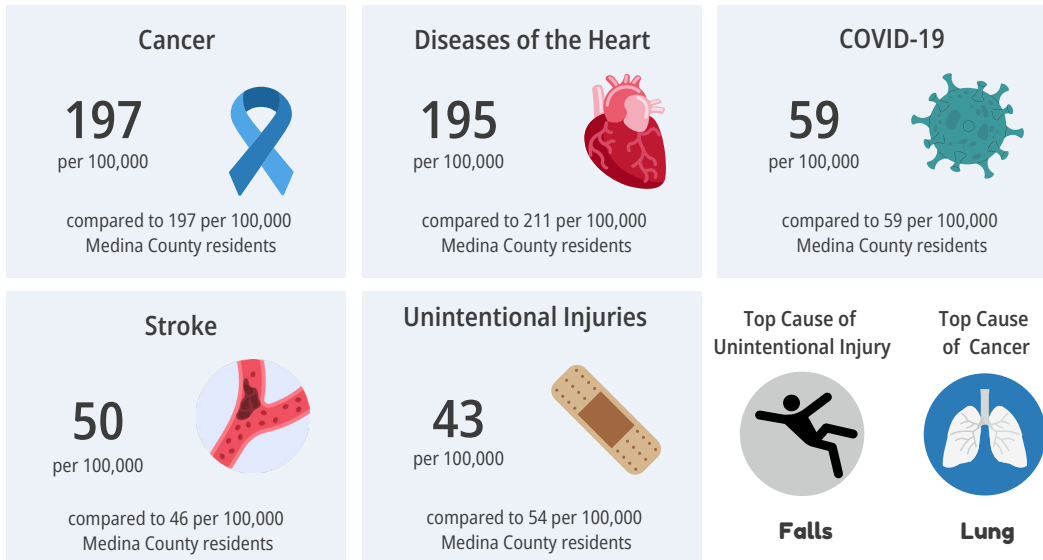 Cancer
197
per 100,000
compared to 197 per 100,000
Medina County residents
Diseases of the Heart
195
per 100,000
compared to 211 per 100,000
Medina County residents
COVID-19
59
per 100,000
compared to 59 per 100,000
Medina County residents
Stroke
50
per 100,000
compared to 46 per 100,000
Medina County residents
Unintentional Injuries
43
per 100,000
compared to 54 per 100,000
Medina County residents
Top Cause of
Unintentional Injury
Falls
Top Cause
of Cancer
Lung